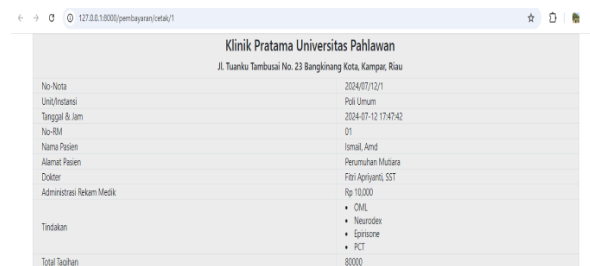 127.0.0.1:8000/pembayaran/cetak/1
Klinik Pratama Universitas Pahlawan
Jl. Tuanku Tambusai No. 23 Bangkinang Kota, Kampar, Riau
No-Nota 2024/07/12/1
Unit/Instansi Poli Umum
Tanggal & Jam 2024-07-12 17:47:42
No-RM 01
Nama Pasien Ismail, Amd
Alamat Pasien Perumuhan Mutiara
Dokter Fitri Apriyanti, SST
Administrasi Rekam Medik Rp 10,000
Tindakan
• OML
• Neurodex
• Epirisone
• PCT
Total Tagihan 80000